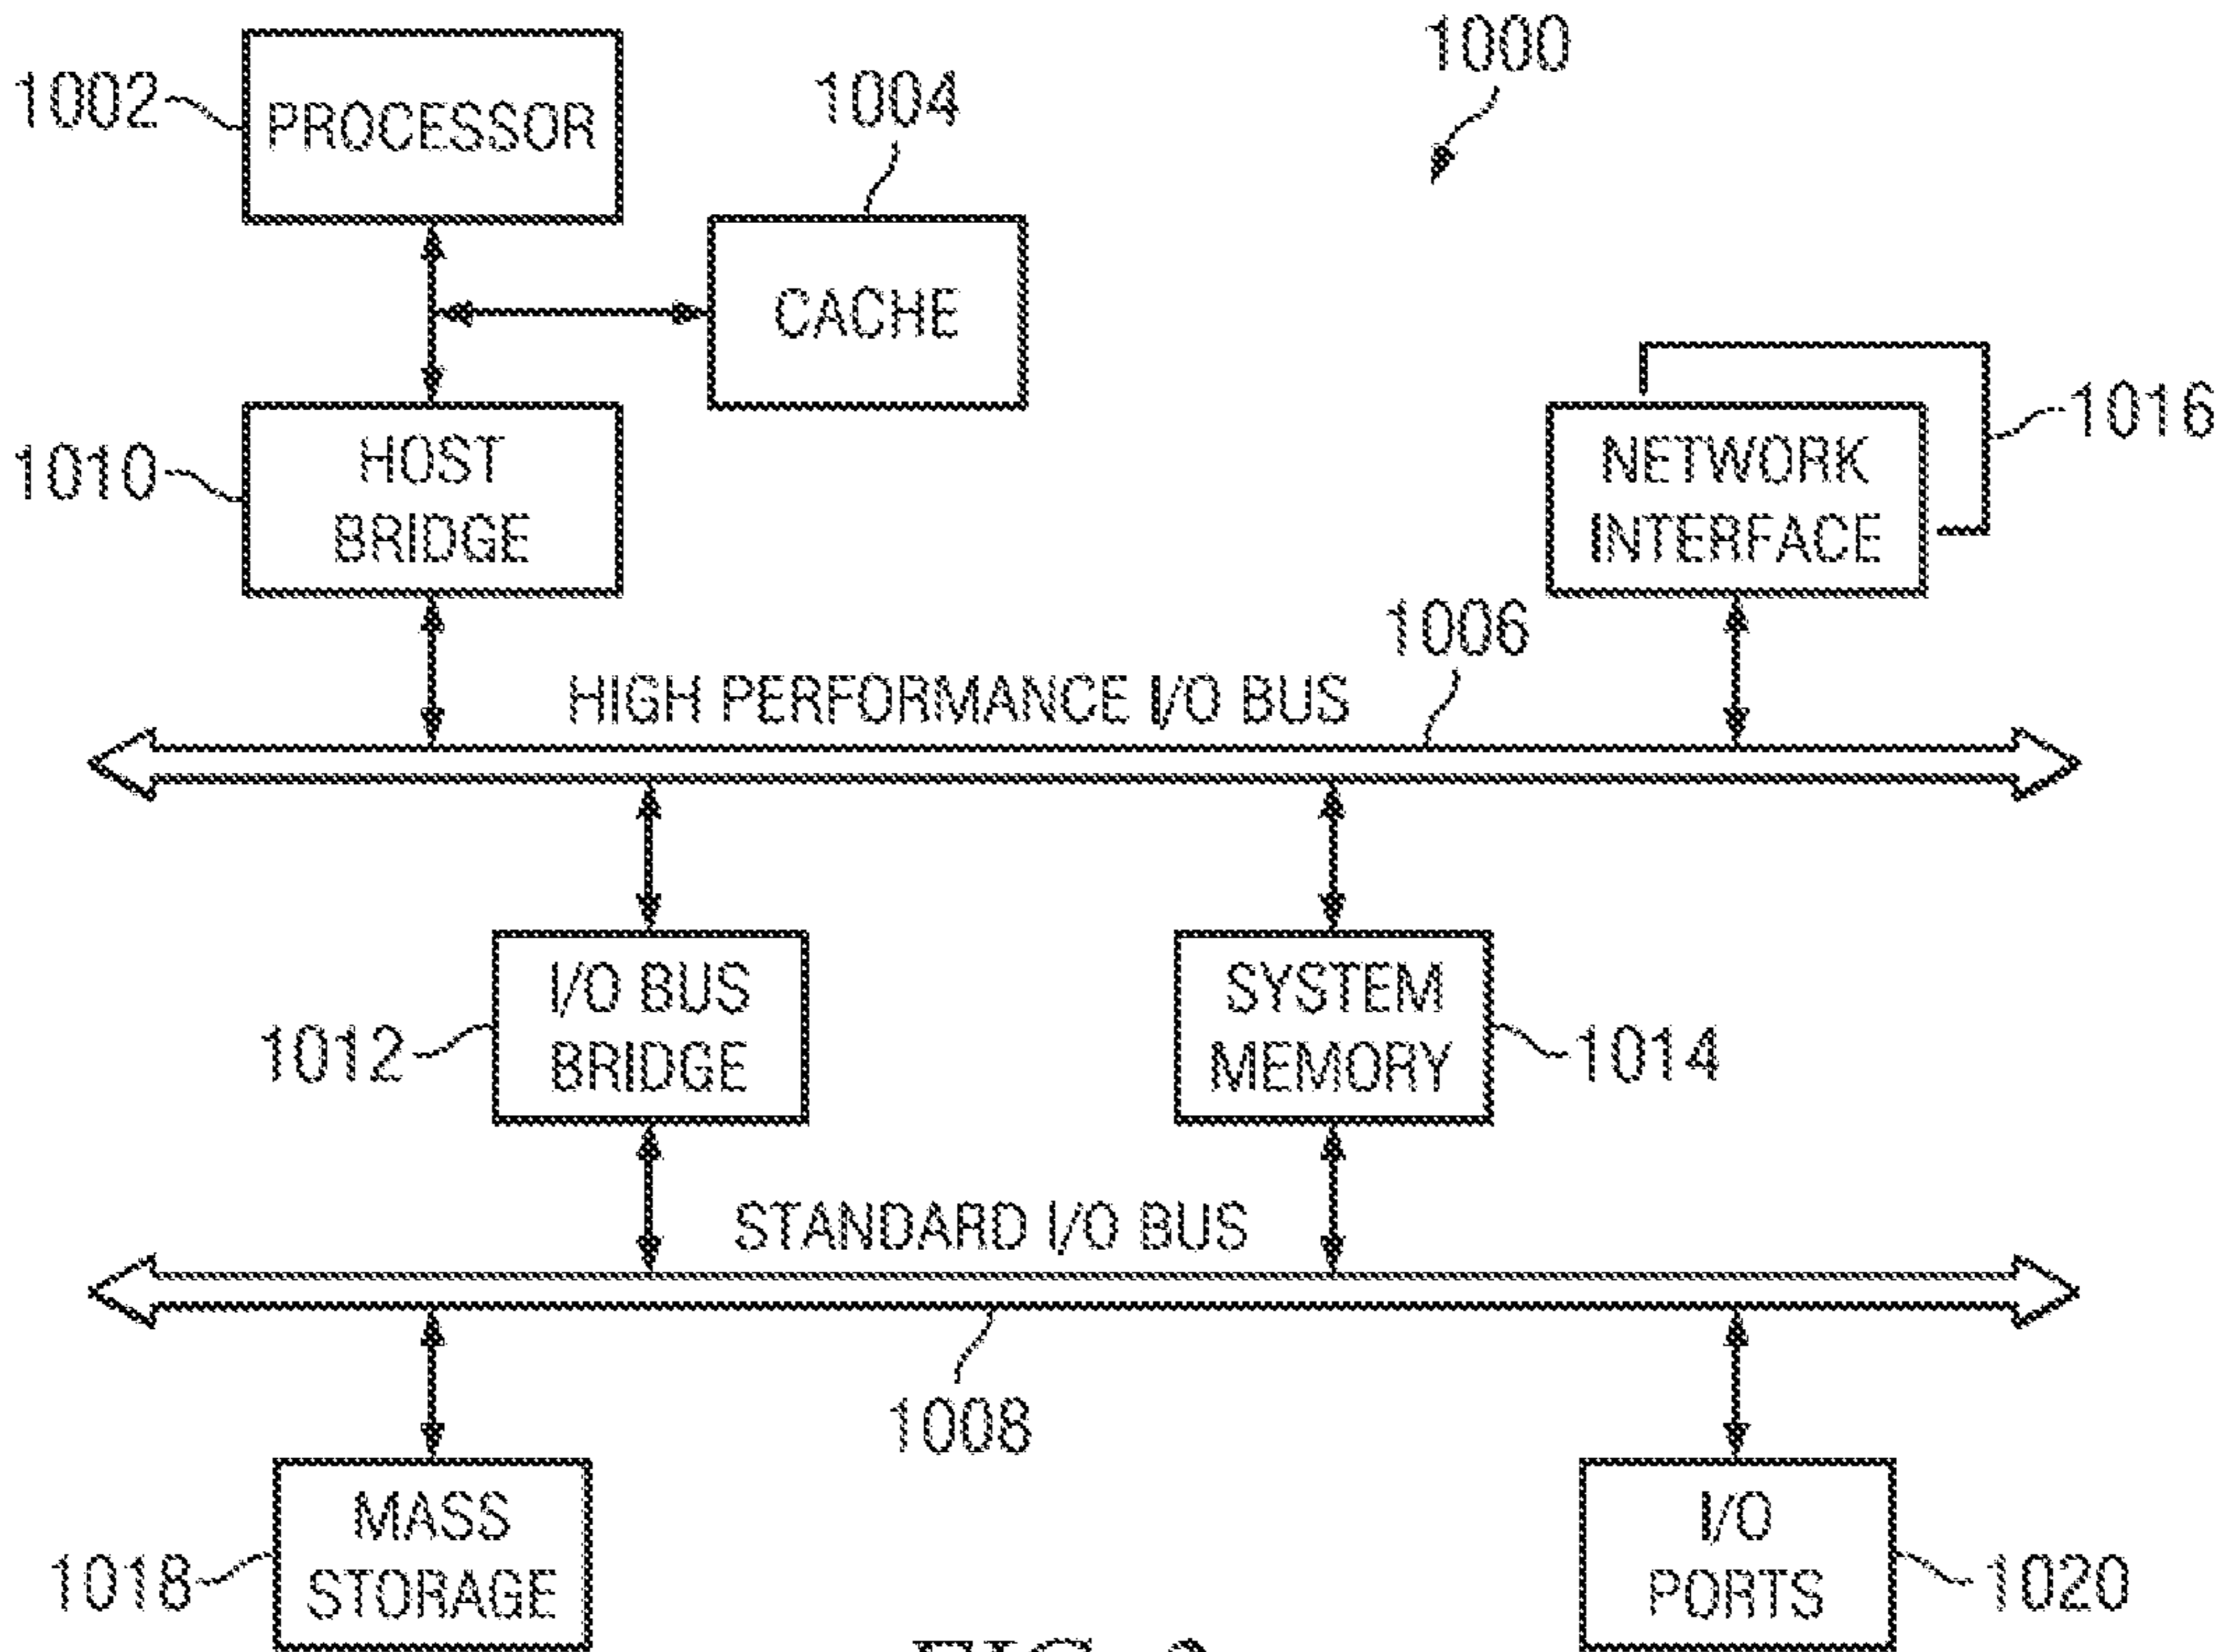 1000
1002
PROCESSOR
1004
CACHE
1010
HOST
BRIDGE
NETWORK
INTERFACE
1016
1006
HIGH PERFORMANCE I/O BUS
1012
I/O BUS
BRIDGE
SYSTEM
MEMORY
1014
STANDARD I/O BUS
1008
1018
MASS
STORAGE
I/O
PORTS
1020
FIG.